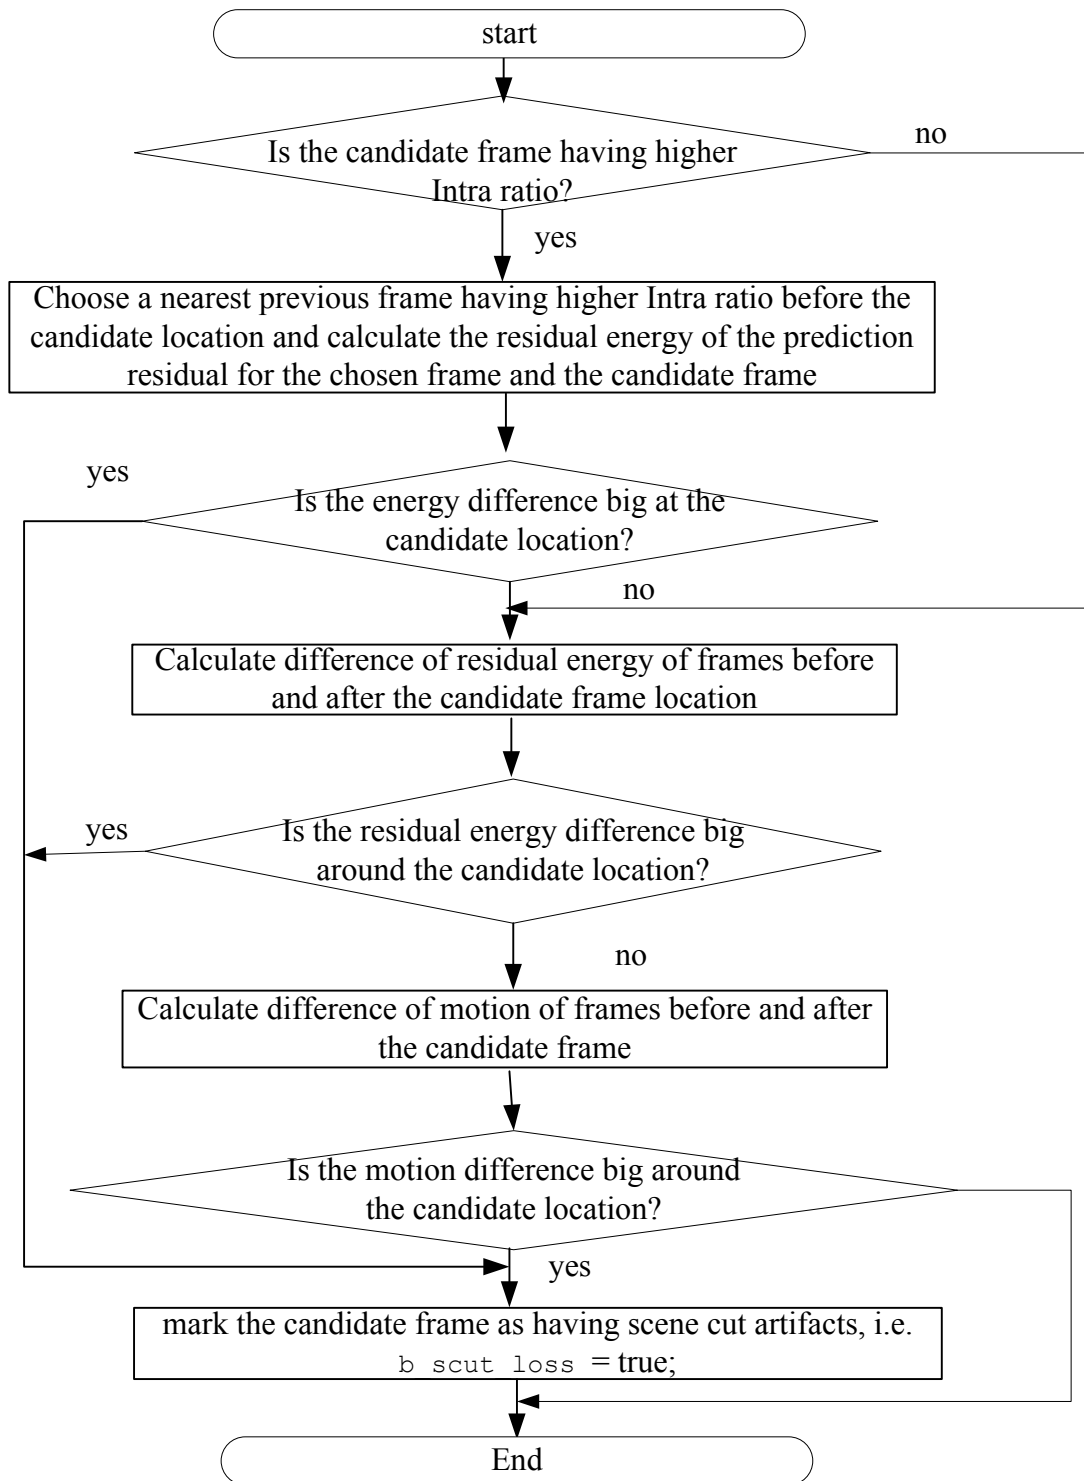 start
Is the candidate frame having higher
Intra ratio?
no
yes
Choose a nearest previous frame having higher Intra ratio before the
candidate location and calculate the residual energy of the prediction
residual for the chosen frame and the candidate frame
yes
Is the energy difference big at the
candidate location?
no
Calculate difference of residual energy of frames before
and after the candidate frame location
yes
Is the residual energy difference big
around the candidate location?
no
Calculate difference of motion of frames before and after
the candidate frame
Is the motion difference big around
the candidate location?
yes
mark the candidate frame as having scene cut artifacts, i.e.
b scut loss = true;
End